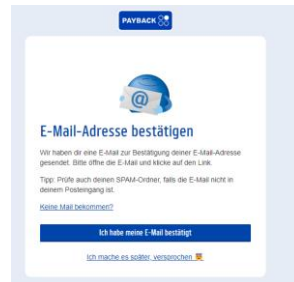 PAYBACK
@
E-Mail-Adresse bestätigen
Wir haben dir eine E-Mail zur Bestätigung deiner E-Mail-Adresse
gesendet. Bitte öffne die E-Mail und klicke auf den Link.
Tipp: Prüfe auch deinen SPAM-Ordner, falls die E-Mail nicht in
deinem Posteingang ist.
Keine Mail bekommen?
Ich habe meine E-Mail bestätigt
Ich mache es später, versprochen